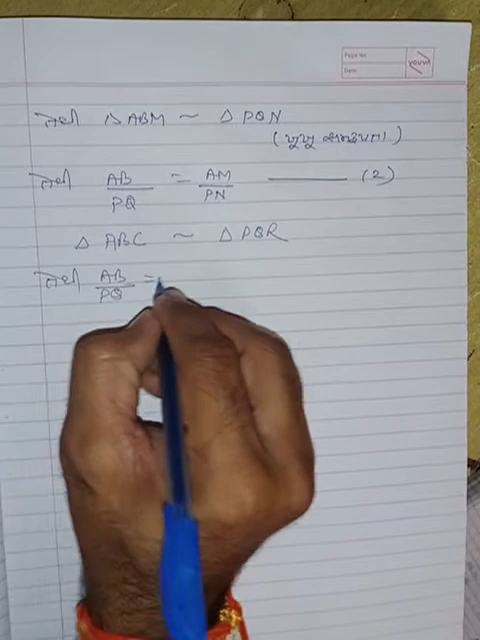 Page No.
Date:
youva
તેથી △ ABM ~ △ PQN
(ખૂખૂ સમરૂપતા)
તેથી AB/PQ = AM/PN ——— (2)
△ ABC ~ △ PQR
તેથી AB/PQ =